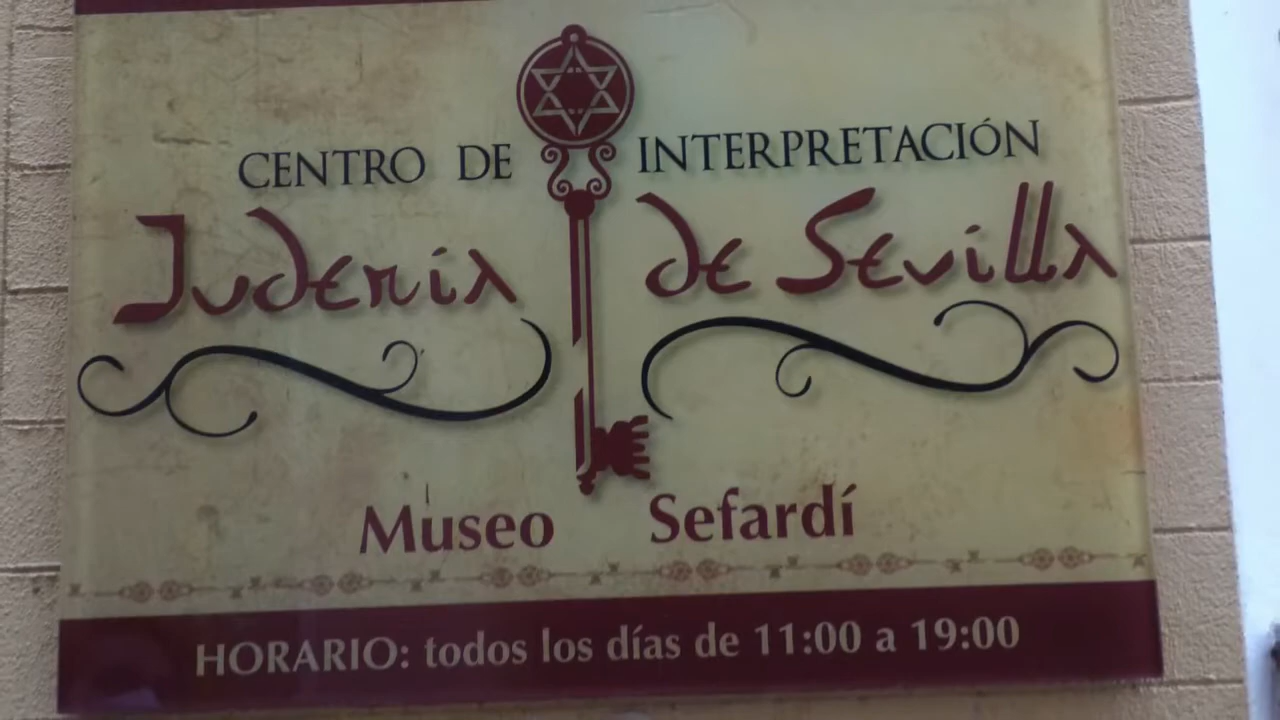 CENTRO DE INTERPRETACIÓN
Judería de Sevilla
Museo Sefardí
HORARIO: todos los días de 11:00 a 19:00